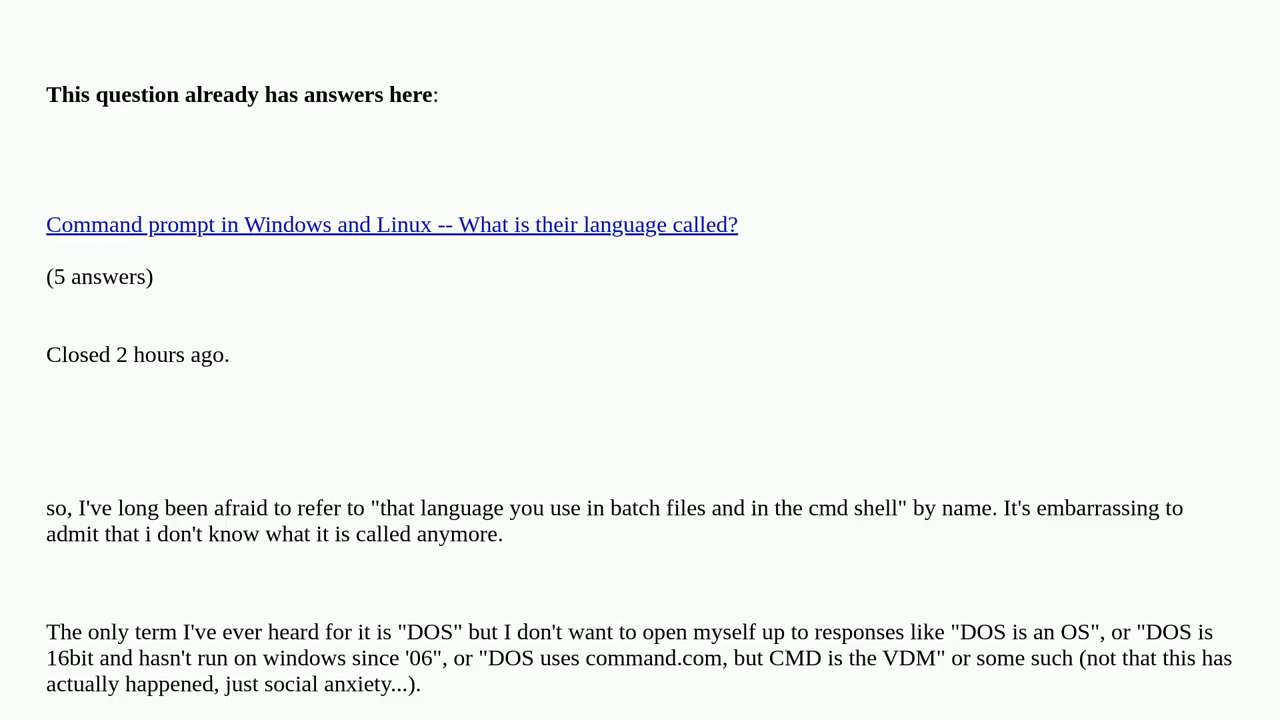 This question already has answers here:
Command prompt in Windows and Linux -- What is their language called?
(5 answers)
Closed 2 hours ago.
so, I've long been afraid to refer to "that language you use in batch files and in the cmd shell" by name. It's embarrassing to
admit that i don't know what it is called anymore.
The only term I've ever heard for it is "DOS" but I don't want to open myself up to responses like "DOS is an OS", or "DOS is
16bit and hasn't run on windows since '06", or "DOS uses command.com, but CMD is the VDM" or some such (not that this has
actually happened, just social anxiety...).